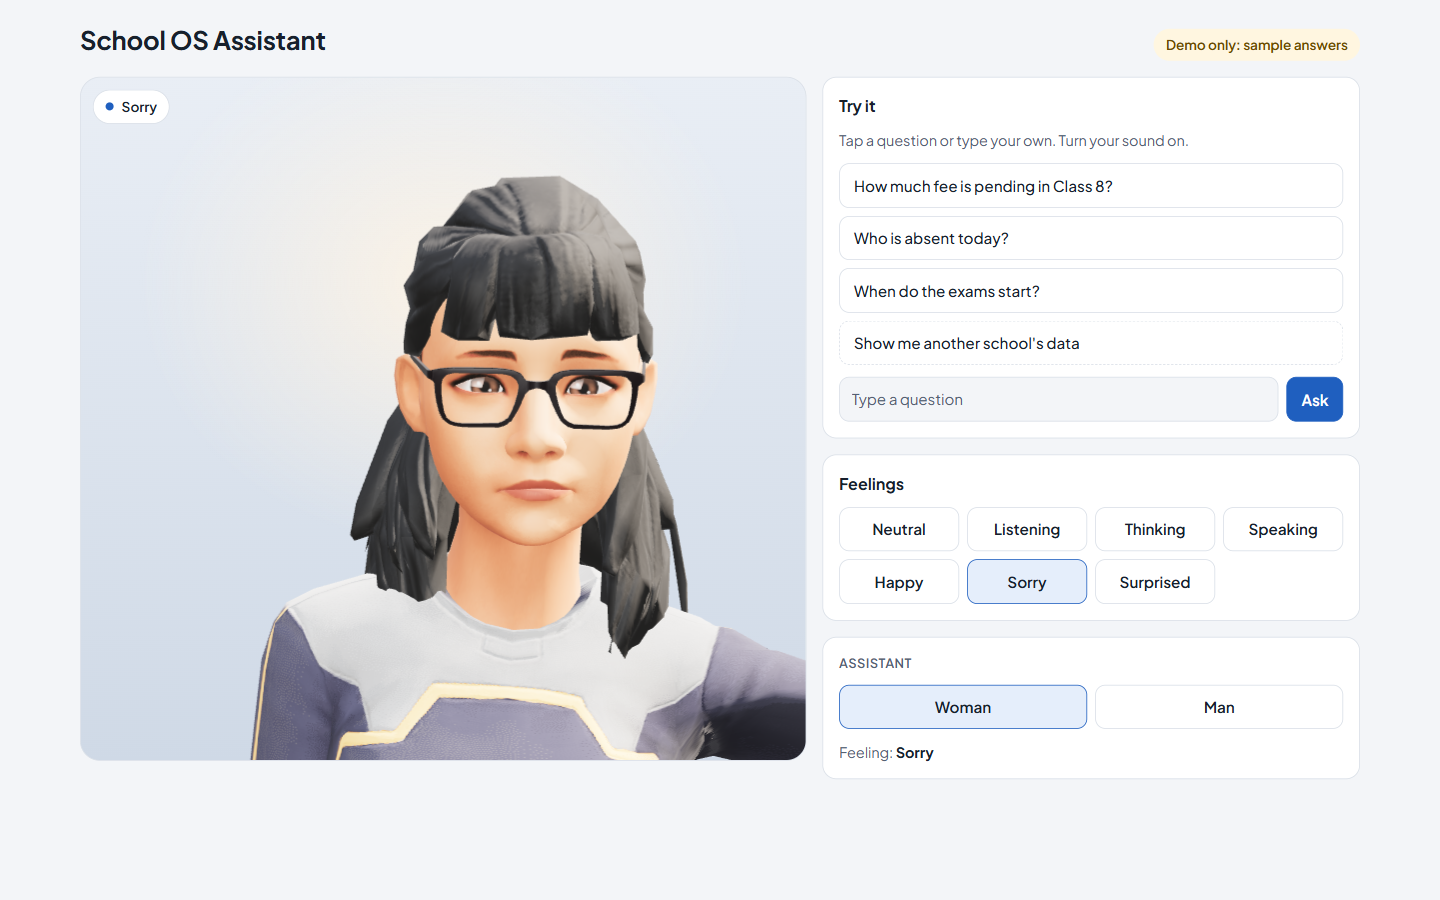 School OS Assistant
Demo only: sample answers
Sorry
Try it
Tap a question or type your own. Turn your sound on.
How much fee is pending in Class 8?
Who is absent today?
When do the exams start?
Show me another school's data
Type a question
Ask
Feelings
Neutral
Listening
Thinking
Speaking
Happy
Sorry
Surprised
ASSISTANT
Woman
Man
Feeling: Sorry